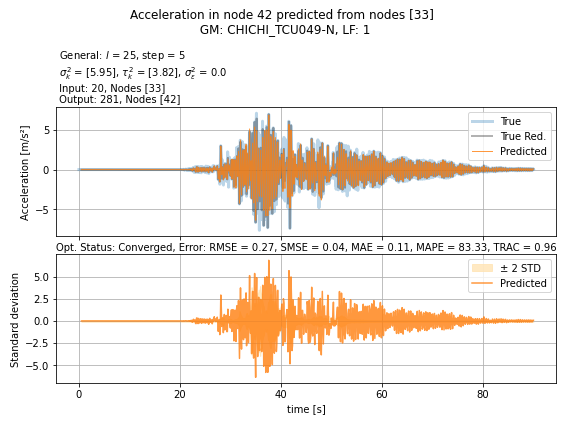 Acceleration in node 42 predicted from nodes [33]
GM: CHICHI_TCU049-N, LF: 1
General: l = 25, step = 5
σ²ₖ = [5.95], τ²ₖ = [3.82], σ²ε = 0.0
Input: 20, Nodes [33]
Output: 281, Nodes [42]
Acceleration [m/s²]
5
0
−5
True
True Red.
Predicted
Opt. Status: Converged, Error: RMSE = 0.27, SMSE = 0.04, MAE = 0.11, MAPE = 83.33, TRAC = 0.96
Standard deviation
5.0
2.5
0.0
−2.5
−5.0
± 2 STD
Predicted
0 20 40 60 80
time [s]